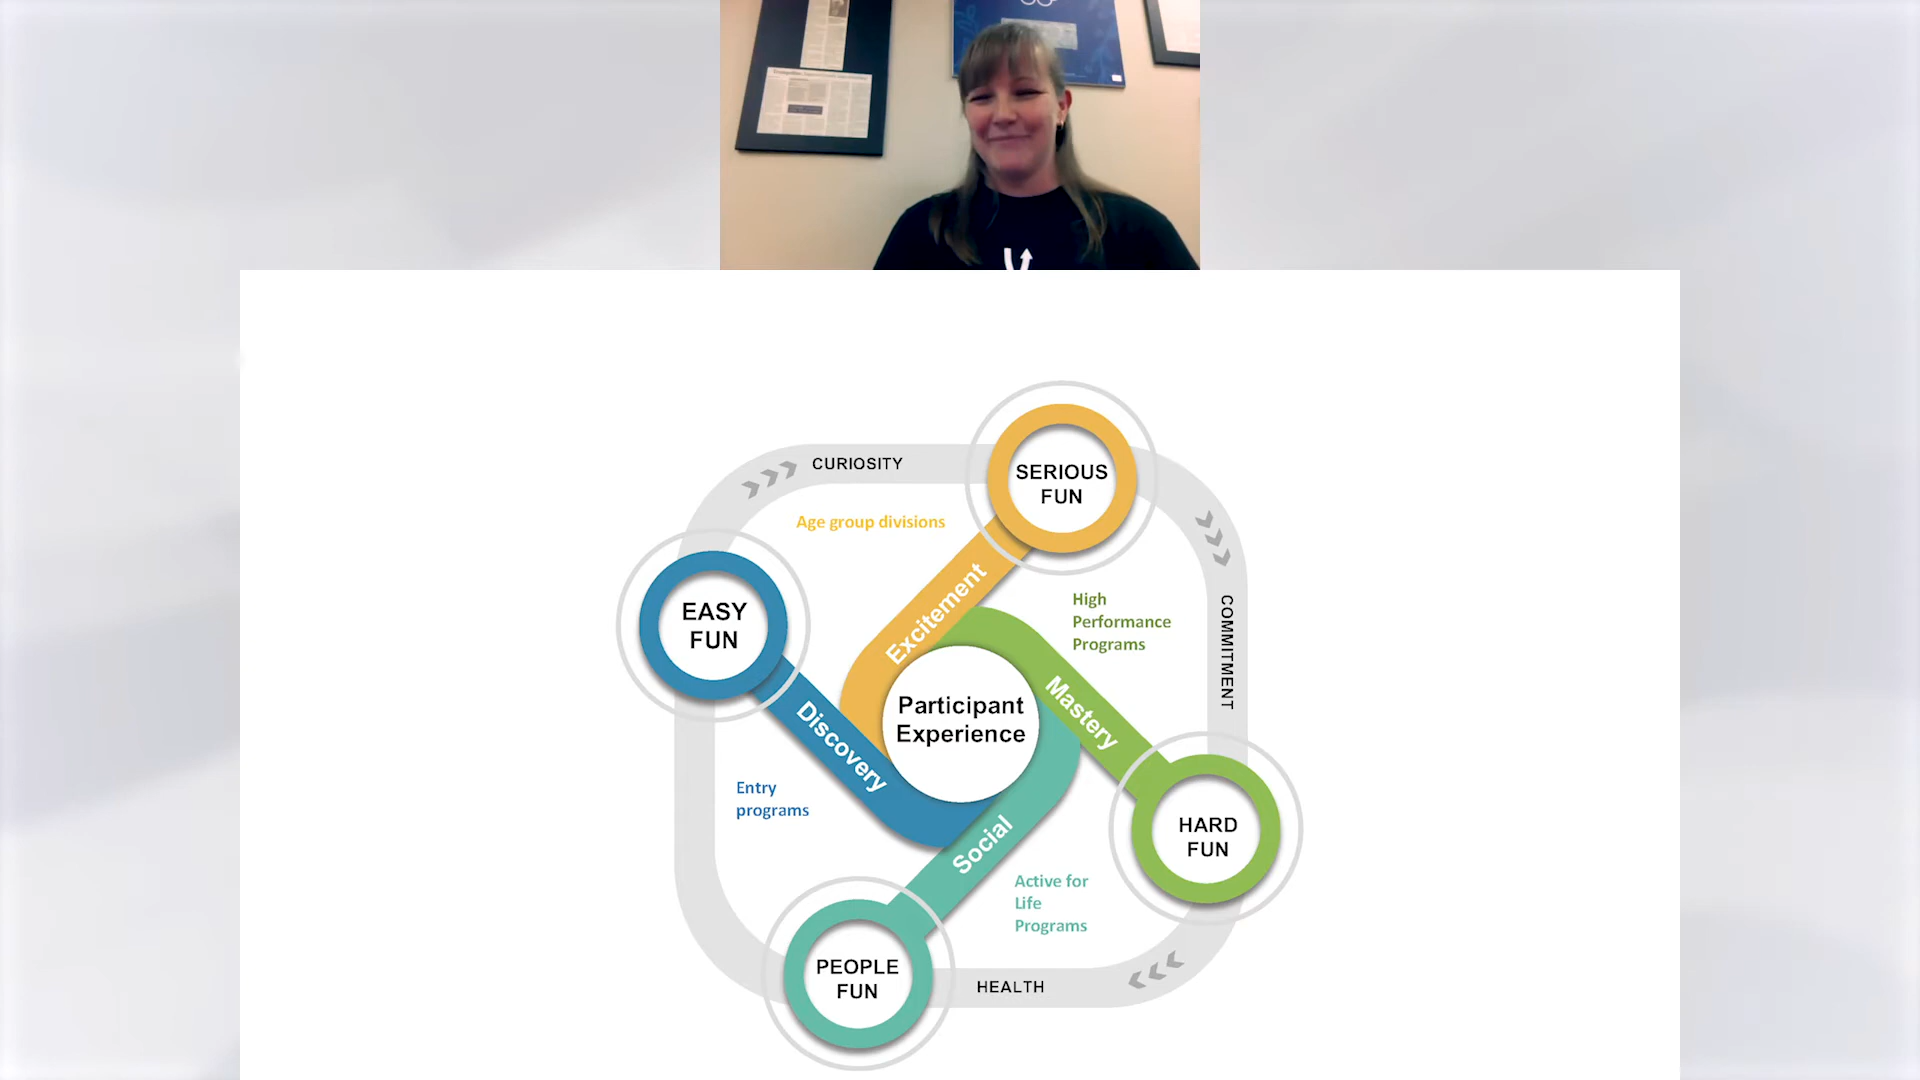 CURIOSITY
SERIOUS
FUN
Age group divisions
Excitement
EASY
FUN
High
Performance
Programs
COMMITMENT
Mastery
Participant
Experience
Discovery
Entry
programs
HARD
FUN
Social
Active for
Life
Programs
PEOPLE
FUN
HEALTH